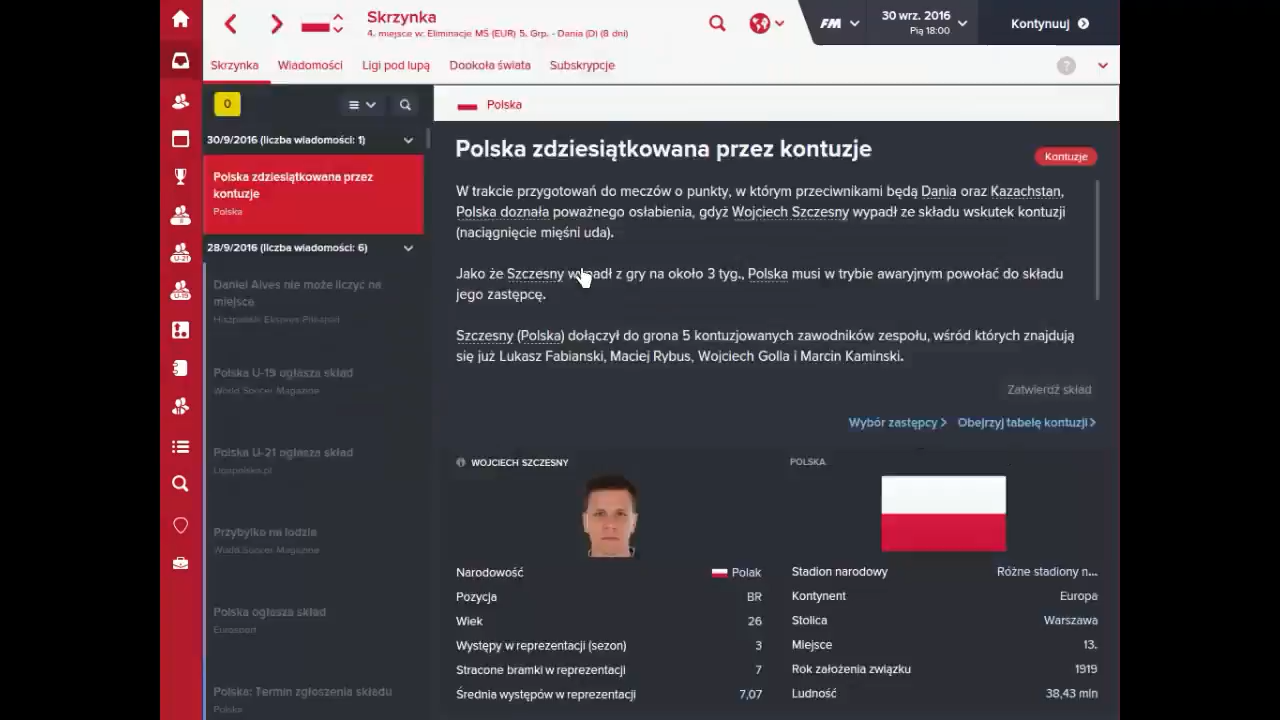 Skrzynka
4. miejsce w: Eliminacje MŚ (EUR) 5. Grp. - Dania (D) (8 dni)
FM
30 wrz. 2016
Pią 18:00
Kontynuuj
Skrzynka
Wiadomości
Ligi pod lupą
Dookoła świata
Subskrypcje
?
0
Polska
30/9/2016 (liczba wiadomości: 1)
Polska zdziesiątkowana przez
kontuzje
Polska
28/9/2016 (liczba wiadomości: 6)
Daniel Alves nie może liczyć na
miejsce
Hiszpański Ekspres Piłkarski
Polska U-19 ogłasza skład
World Soccer Magazine
Polska U-21 ogłasza skład
Ligapolska.pl
Przybyłko na lodzie
World Soccer Magazine
Polska ogłasza skład
Eurosport
Polska: Termin zgłoszenia składu
Polska
U-21
U-19
Polska zdziesiątkowana przez kontuzje
Kontuzje
W trakcie przygotowań do meczów o punkty, w którym przeciwnikami będą Dania oraz Kazachstan,
Polska doznała poważnego osłabienia, gdyż Wojciech Szczesny wypadł ze składu wskutek kontuzji
(naciągnięcie mięśni uda).
Jako że Szczesny wypadł z gry na około 3 tyg., Polska musi w trybie awaryjnym powołać do składu
jego zastępcę.
Szczesny (Polska) dołączył do grona 5 kontuzjowanych zawodników zespołu, wśród których znajdują
się już Lukasz Fabianski, Maciej Rybus, Wojciech Golla i Marcin Kaminski.
Zatwierdź skład
Wybór zastępcy
Obejrzyj tabelę kontuzji
WOJCIECH SZCZESNY
Narodowość Polak
Pozycja BR
Wiek 26
Występy w reprezentacji (sezon) 3
Stracone bramki w reprezentacji 7
Średnia występów w reprezentacji 7,07
POLSKA
Stadion narodowy Różne stadiony n...
Kontynent Europa
Stolica Warszawa
Miejsce 13.
Rok założenia związku 1919
Ludność 38,43 mln